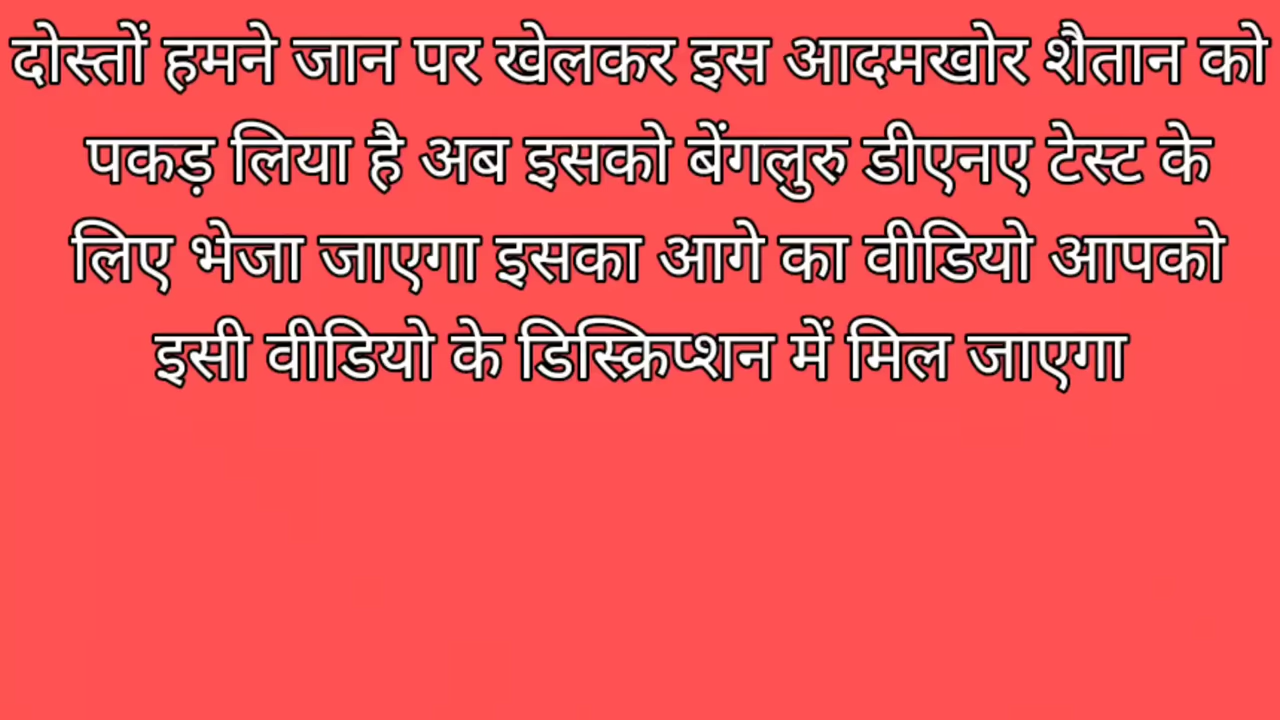 दोस्तों हमने जान पर खेलकर इस आदमखोर शैतान को
पकड़ लिया है अब इसको बेंगलुरु डीएनए टेस्ट के
लिए भेजा जाएगा इसका आगे का वीडियो आपको
इसी वीडियो के डिस्क्रिप्शन में मिल जाएगा